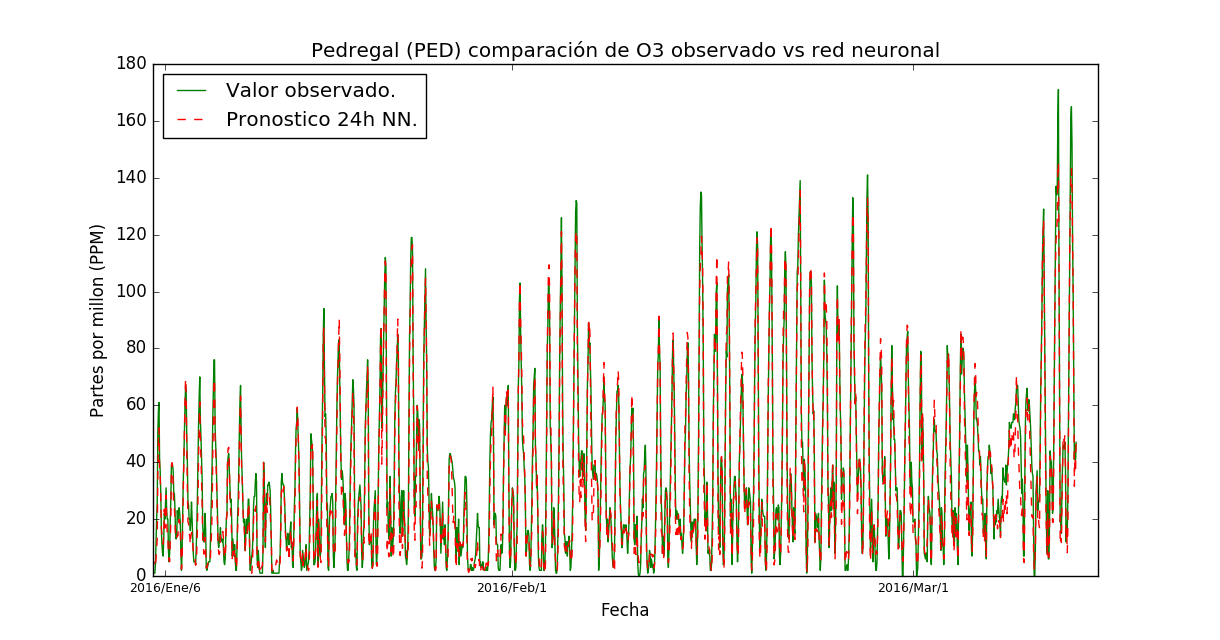 Pedregal (PED) comparación de O3 observado vs red neuronal
180
Valor observado.
Pronostico 24h NN.
160
140
120
100
80
60
40
20
0
Partes por millon (PPM)
2016/Ene/6
2016/Feb/1
2016/Mar/1
Fecha